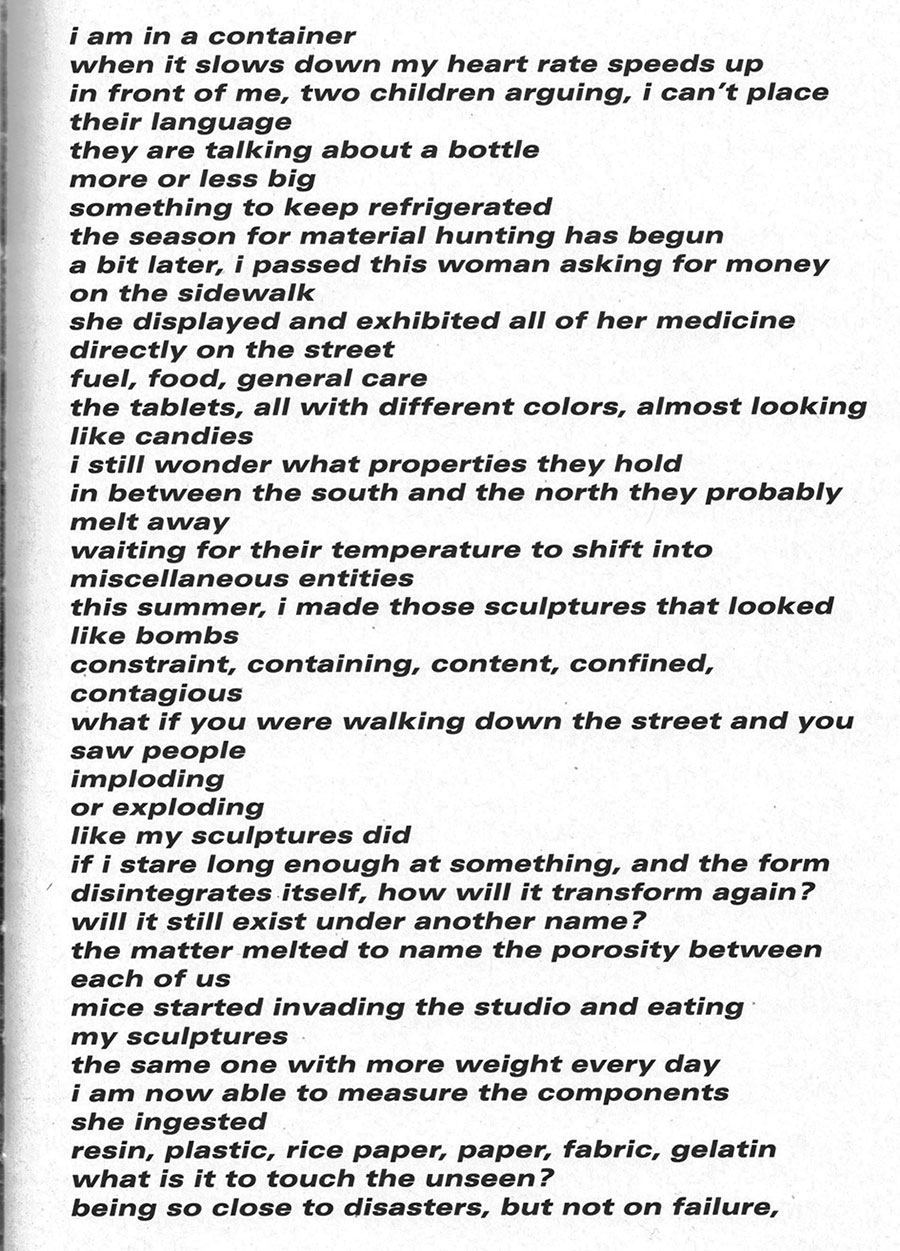 i am in a container
when it slows down my heart rate speeds up
in front of me, two children arguing, i can't place
their language
they are talking about a bottle
more or less big
something to keep refrigerated
the season for material hunting has begun
a bit later, i passed this woman asking for money
on the sidewalk
she displayed and exhibited all of her medicine
directly on the street
fuel, food, general care
the tablets, all with different colors, almost looking
like candies
i still wonder what properties they hold
in between the south and the north they probably
melt away
waiting for their temperature to shift into
miscellaneous entities
this summer, i made those sculptures that looked
like bombs
constraint, containing, content, confined,
contagious
what if you were walking down the street and you
saw people
imploding
or exploding
like my sculptures did
if i stare long enough at something, and the form
disintegrates itself, how will it transform again?
will it still exist under another name?
the matter melted to name the porosity between
each of us
mice started invading the studio and eating
my sculptures
the same one with more weight every day
i am now able to measure the components
she ingested
resin, plastic, rice paper, paper, fabric, gelatin
what is it to touch the unseen?
being so close to disasters, but not on failure,